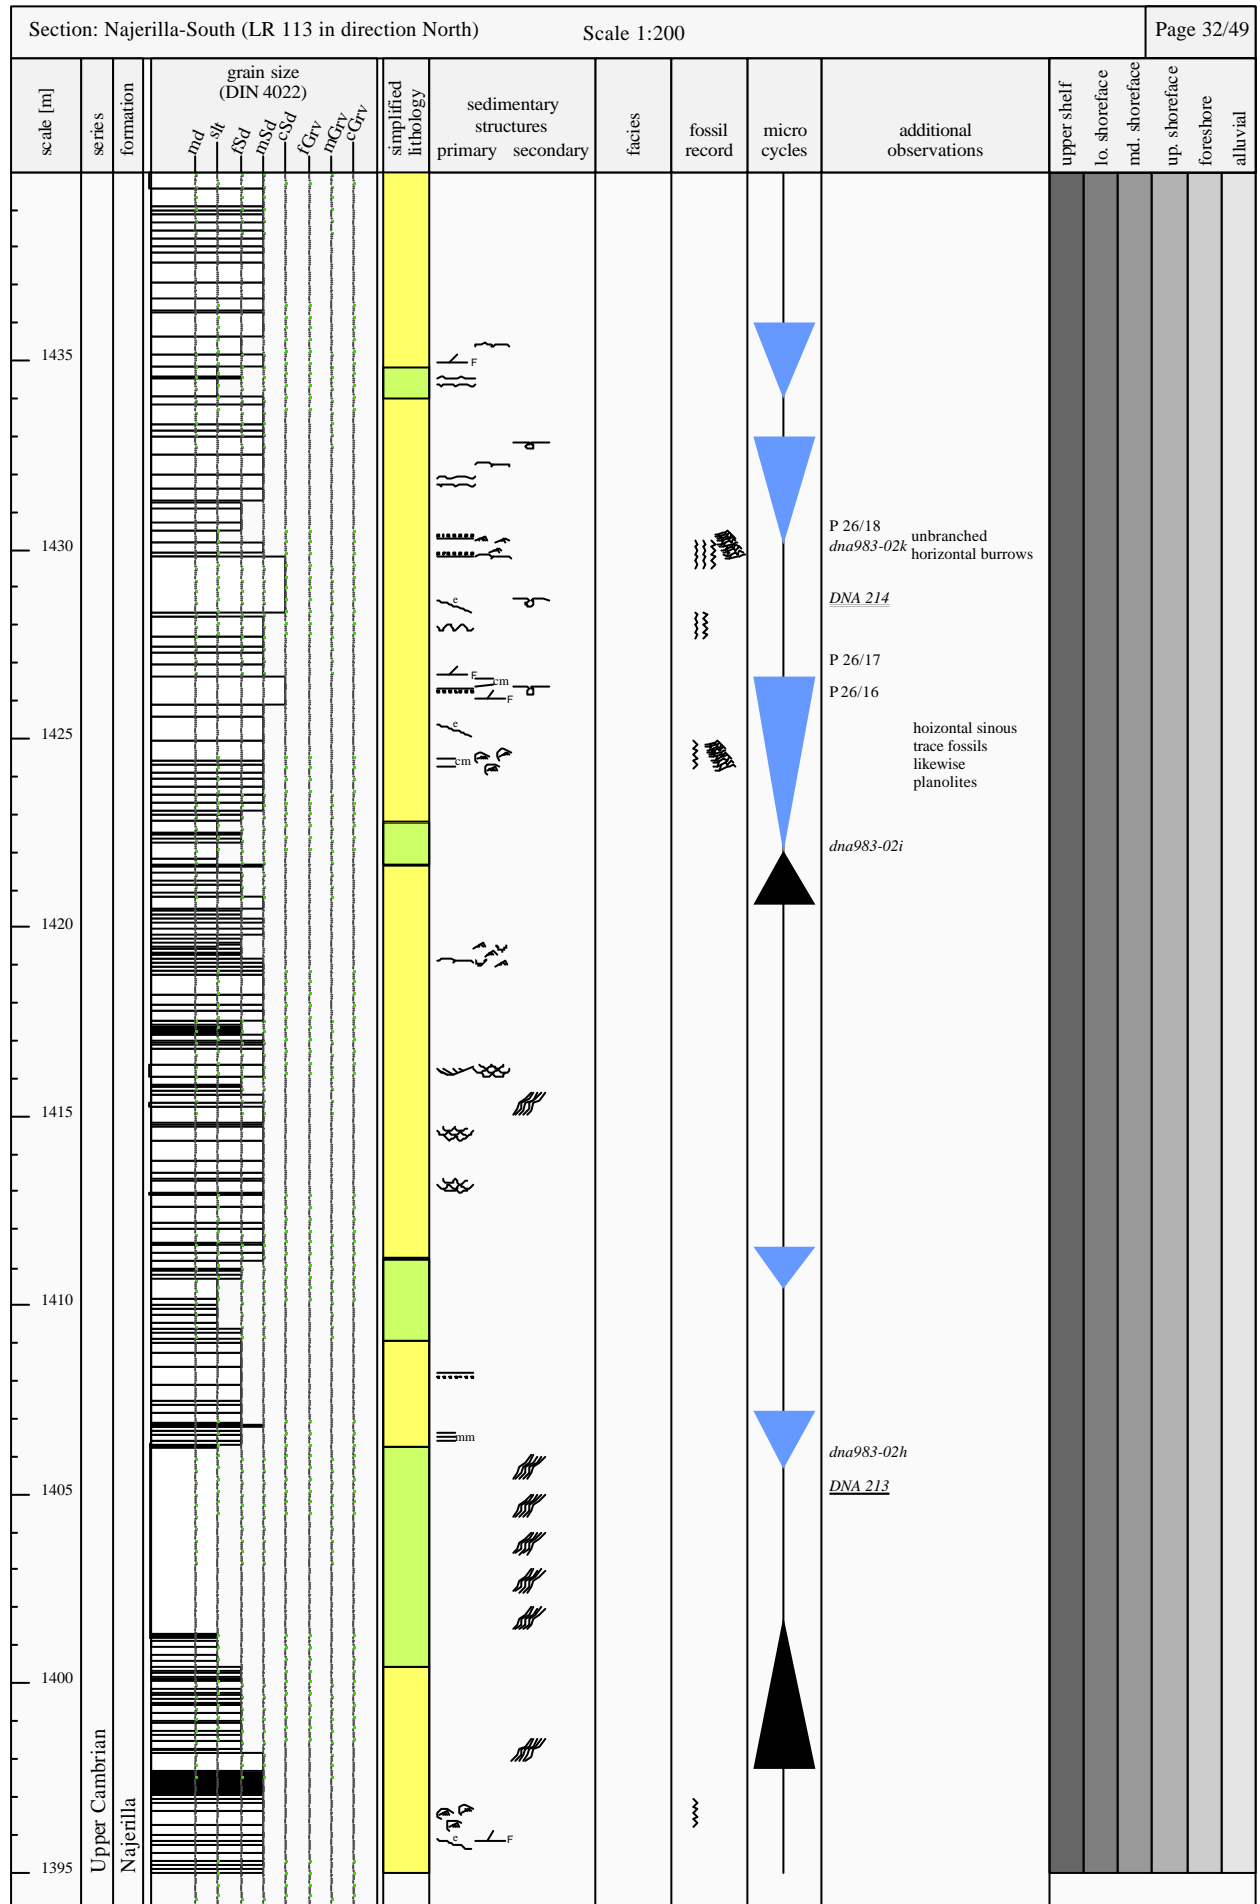 Section: Najerilla-South (LR 113 in direction North)
Scale 1:200
Page 32/49
scale [m]
series
formation
grain size
(DIN 4022)
md
slt
fSd
mSd
cSd
fGrv
mGrv
cGrv
simplified
lithology
sedimentary
structures
primary secondary
facies
fossil
record
micro
cycles
additional
observations
upper shelf
lo. shoreface
md. shoreface
up. shoreface
foreshore
alluvial
1435
F
1430
P 26/18
dna983-02k
unbranched
horizontal burrows
e
DNA 214
P 26/17
F
cm
F
P 26/16
1425
e
hoizontal sinous
trace fossils
likewise
planolites
cm
dna983-02i
1420
1415
1410
mm
dna983-02h
1405
DNA 213
1400
Upper Cambrian
Najerilla
e
F
1395